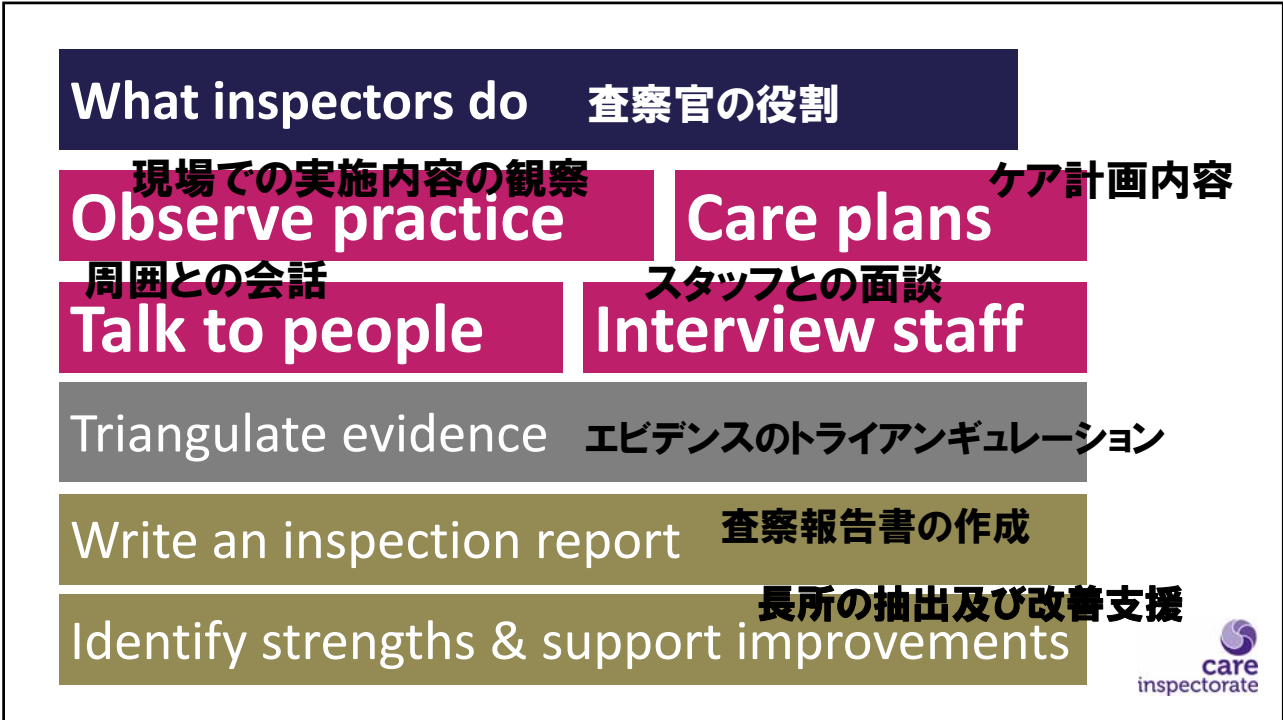 What inspectors do 査察官の役割
現場での実施内容の観察
Observe practice
ケア計画内容
Care plans
周囲との会話
Talk to people
スタッフとの面談
Interview staff
Triangulate evidence エビデンスのトライアンギュレーション
Write an inspection report 査察報告書の作成
長所の抽出及び改善支援
Identify strengths & support improvements
care
inspectorate